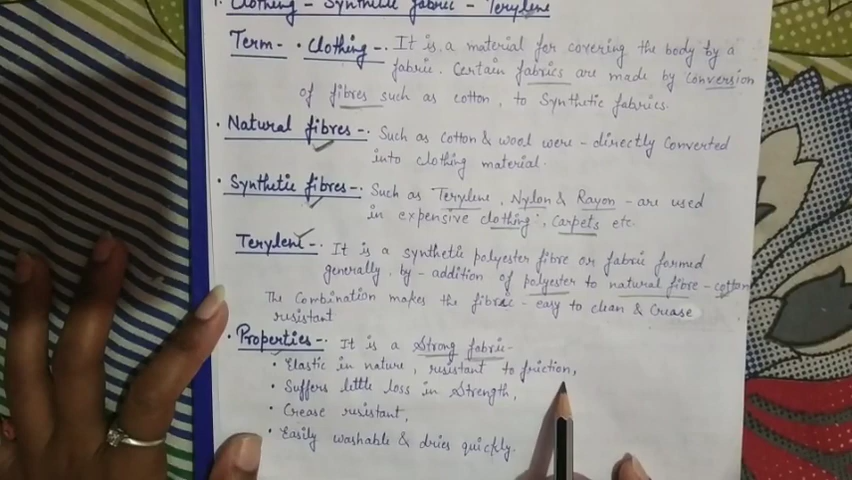 1. Clothing - Synthetic fabric - Terylene
Term- • Clothing -. It is a material for covering the body by a
fabric. Certain fabrics are made by conversion
of fibres such as cotton, to Synthetic fabrics.
• Natural fibres -. Such as Cotton & wool were - directly Converted
into clothing material.
• Synthetic fibres -. Such as Terylene, Nylon & Rayon - are used
in expensive clothing, Carpets etc.
Terylene -. It is a synthetic polyester fibre or fabric formed
generally by - addition of polyester to natural fibre - cotton
The Combination makes the fibric - easy to clean & Crease
resistant
• Properties -. It is a Strong fabric -
• Elastic in nature, resistant to friction,
• Suffers little loss in Strength,
• Crease resistant,
• Easily washable & dries quickly.